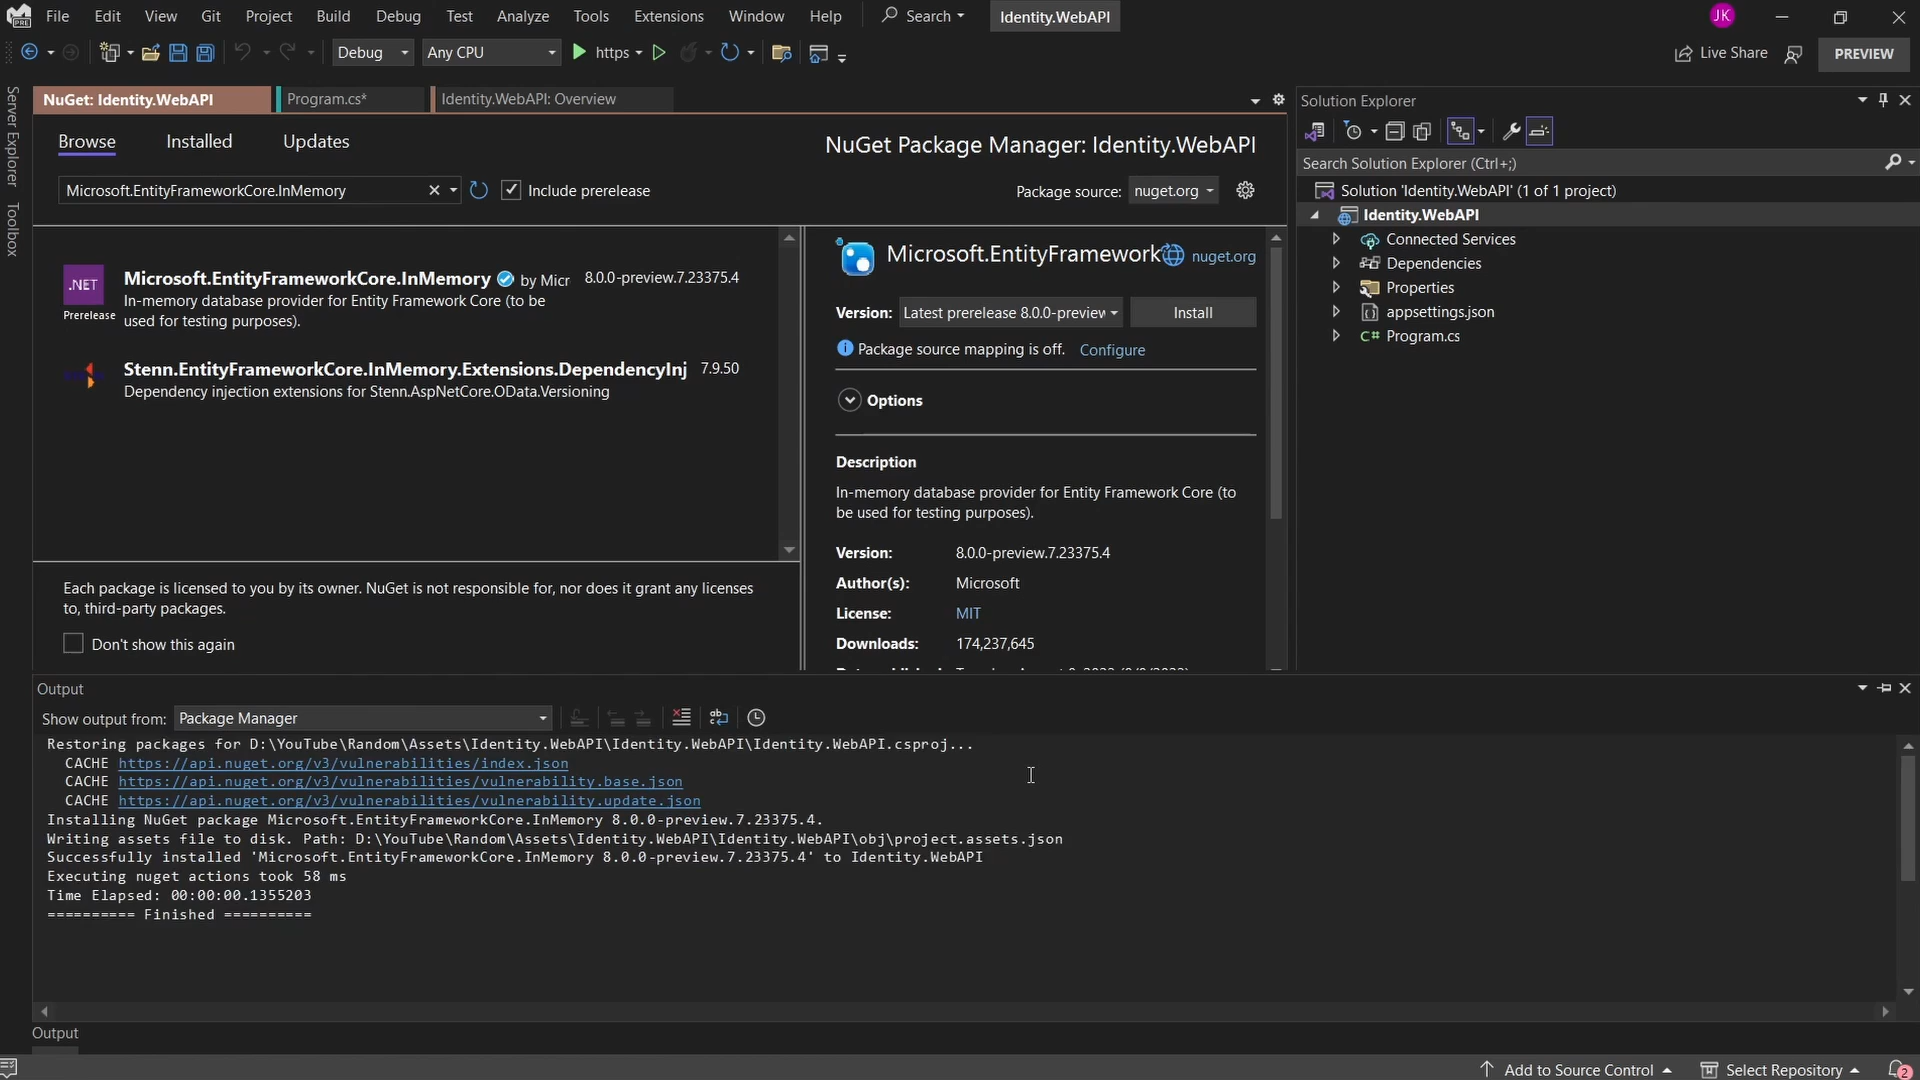 File Edit View Git Project Build Debug Test Analyze Tools Extensions Window Help Search Identity.WebAPI JK
Debug Any CPU https Live Share PREVIEW
Server Explorer
Toolbox
NuGet: Identity.WebAPI Program.cs* Identity.WebAPI: Overview
Browse Installed Updates NuGet Package Manager: Identity.WebAPI
Microsoft.EntityFrameworkCore.InMemory Include prerelease Package source: nuget.org
.NET
Prerelease
Microsoft.EntityFrameworkCore.InMemory by Micr 8.0.0-preview.7.23375.4
In-memory database provider for Entity Framework Core (to be
used for testing purposes).
Stenn.EntityFrameworkCore.InMemory.Extensions.DependencyInj 7.9.50
Dependency injection extensions for Stenn.AspNetCore.OData.Versioning
Each package is licensed to you by its owner. NuGet is not responsible for, nor does it grant any licenses
to, third-party packages.
Don't show this again
Microsoft.EntityFramework nuget.org
Version: Latest prerelease 8.0.0-preview Install
Package source mapping is off. Configure
Options
Description
In-memory database provider for Entity Framework Core (to
be used for testing purposes).
Version: 8.0.0-preview.7.23375.4
Author(s): Microsoft
License: MIT
Downloads: 174,237,645
Solution Explorer
Search Solution Explorer (Ctrl+;)
Solution 'Identity.WebAPI' (1 of 1 project)
Identity.WebAPI
Connected Services
Dependencies
Properties
appsettings.json
C# Program.cs
Output
Show output from: Package Manager
Restoring packages for D:\YouTube\Random\Assets\Identity.WebAPI\Identity.WebAPI\Identity.WebAPI.csproj...
CACHE https://api.nuget.org/v3/vulnerabilities/index.json
CACHE https://api.nuget.org/v3/vulnerabilities/vulnerability.base.json
CACHE https://api.nuget.org/v3/vulnerabilities/vulnerability.update.json
Installing NuGet package Microsoft.EntityFrameworkCore.InMemory 8.0.0-preview.7.23375.4.
Writing assets file to disk. Path: D:\YouTube\Random\Assets\Identity.WebAPI\Identity.WebAPI\obj\project.assets.json
Successfully installed 'Microsoft.EntityFrameworkCore.InMemory 8.0.0-preview.7.23375.4' to Identity.WebAPI
Executing nuget actions took 58 ms
Time Elapsed: 00:00:00.1355203
========== Finished ==========
Output
Add to Source Control Select Repository 2